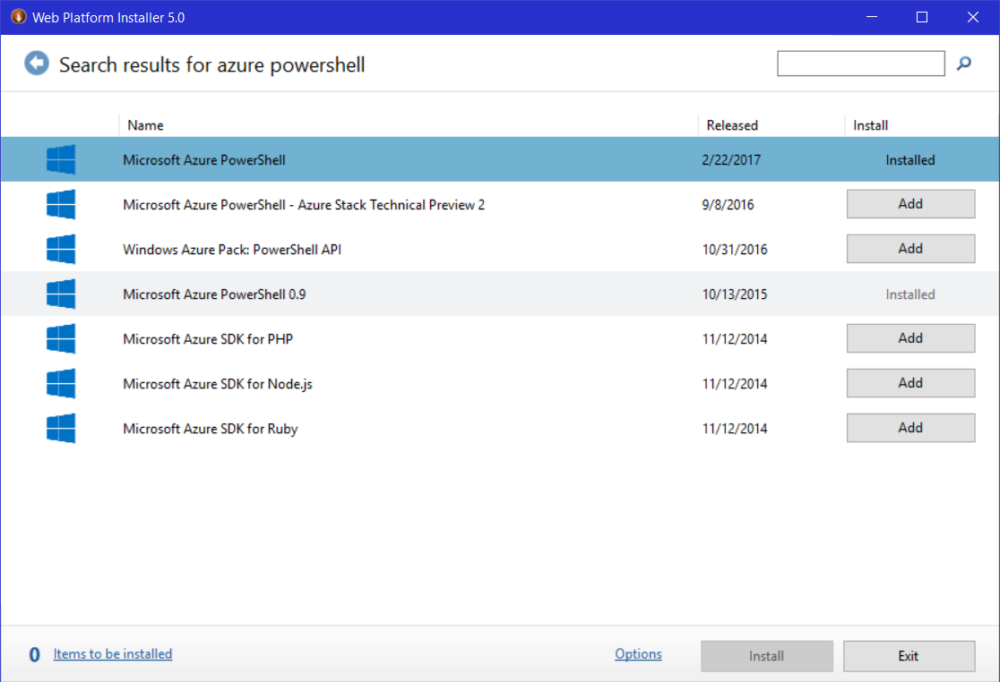 Web Platform Installer 5.0
Search results for azure powershell
Name Released Install
Microsoft Azure PowerShell 2/22/2017 Installed
Microsoft Azure PowerShell - Azure Stack Technical Preview 2 9/8/2016 Add
Windows Azure Pack: PowerShell API 10/31/2016 Add
Microsoft Azure PowerShell 0.9 10/13/2015 Installed
Microsoft Azure SDK for PHP 11/12/2014 Add
Microsoft Azure SDK for Node.js 11/12/2014 Add
Microsoft Azure SDK for Ruby 11/12/2014 Add
0 Items to be installed Options Install Exit